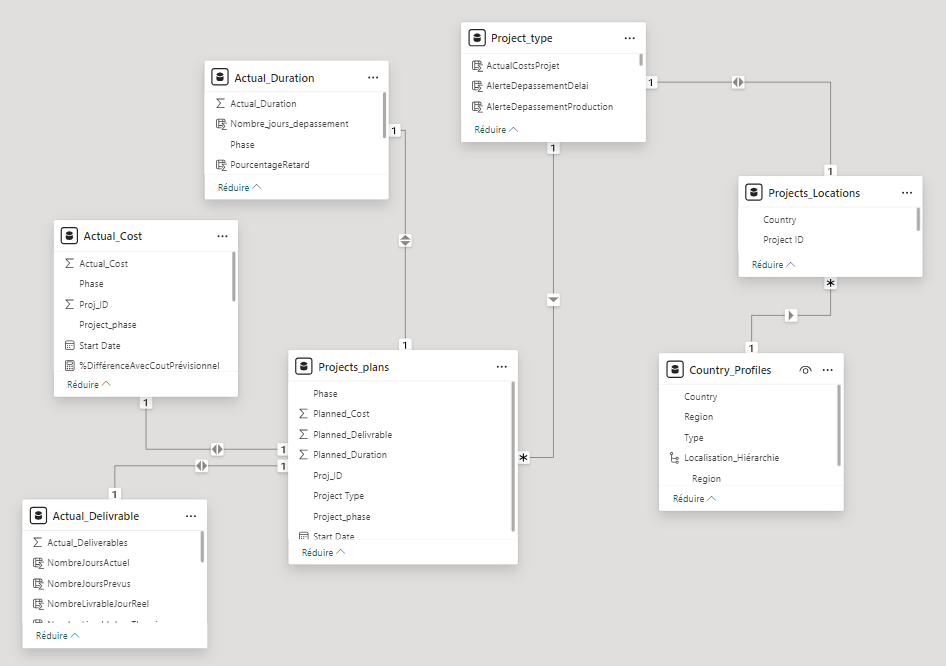 Project_type
ActualCostsProjet
AlerteDepassementDelai
AlerteDepassementProduction
Réduire
1
1
Actual_Duration
Actual_Duration
Nombre_jours_depassement
Phase
PourcentageRetard
Réduire
1
1
Projects_Locations
Country
Project ID
Réduire
*
1
Actual_Cost
Actual_Cost
Phase
Proj_ID
Project_phase
Start Date
%DifférenceAvecCoutPrévisionnel
Réduire
1
1
Projects_plans
Phase
Planned_Cost
Planned_Delivrable
Planned_Duration
Proj_ID
Project Type
Project_phase
Start Date
Réduire
1
1
*
Country_Profiles
Country
Region
Type
Localisation_Hiérarchie
Region
Réduire
1
Actual_Delivrable
Actual_Deliverables
NombreJoursActuel
NombreJoursPrevus
NombreLivrableJourReel
Réduire